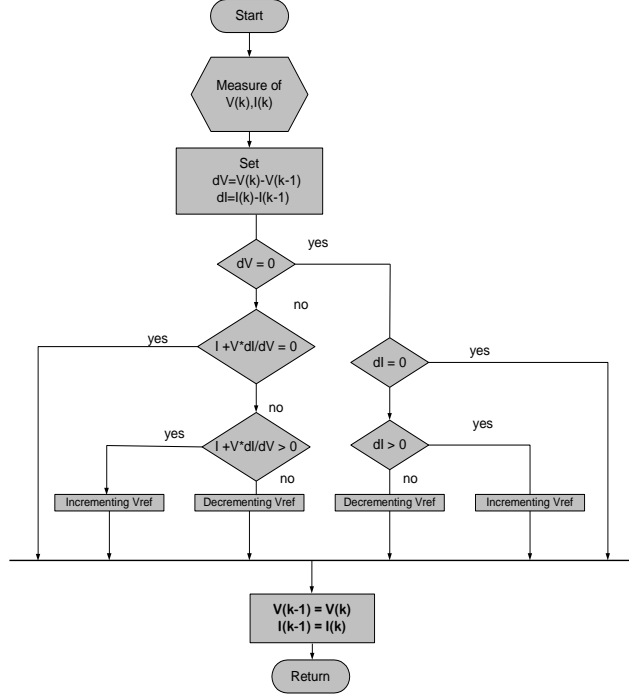 Start
Measure of
V(k),I(k)
Set
dV=V(k)-V(k-1)
dI=I(k)-I(k-1)
yes
dV = 0
no
yes
I +V*dI/dV = 0
dI = 0
yes
no
yes
I +V*dI/dV > 0
dI > 0
yes
no
no
Incrementing Vref
Decrementing Vref
Decrementing Vref
Incrementing Vref
V(k-1) = V(k)
I(k-1) = I(k)
Return